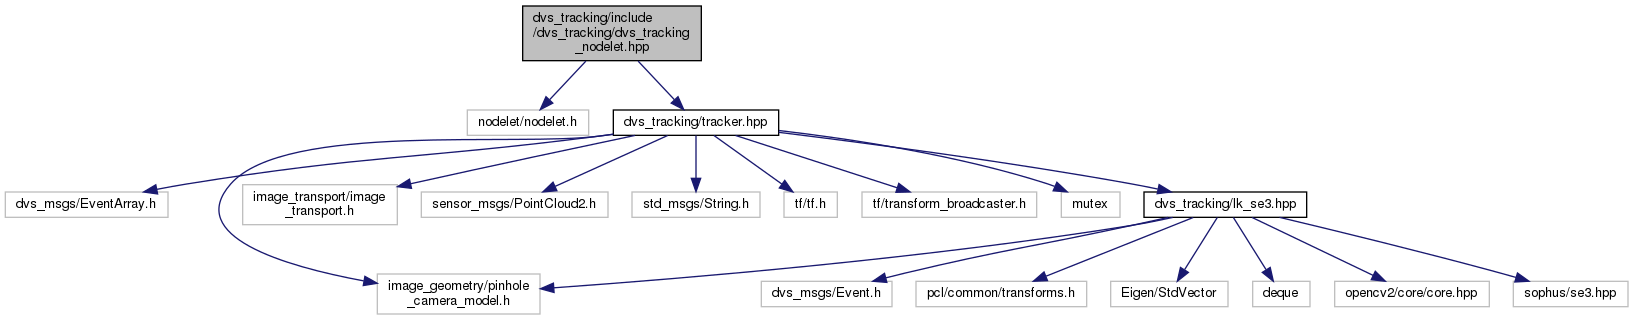 dvs_tracking/include
/dvs_tracking/dvs_tracking
_nodelet.hpp
nodelet/nodelet.h
dvs_tracking/tracker.hpp
dvs_msgs/EventArray.h
image_transport/image
_transport.h
sensor_msgs/PointCloud2.h
std_msgs/String.h
tf/tf.h
tf/transform_broadcaster.h
mutex
dvs_tracking/lk_se3.hpp
image_geometry/pinhole
_camera_model.h
dvs_msgs/Event.h
pcl/common/transforms.h
Eigen/StdVector
deque
opencv2/core/core.hpp
sophus/se3.hpp